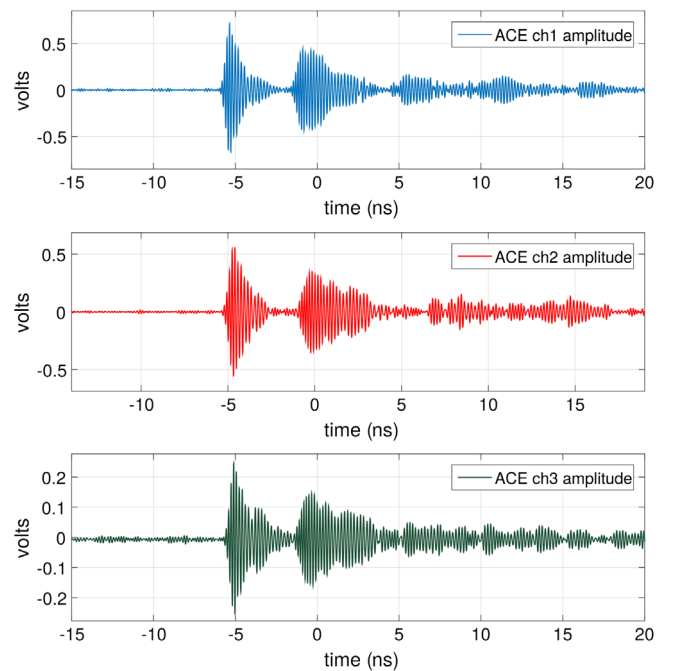 ACE ch1 amplitude
0.5
0
-0.5
volts
-15 -10 -5 0 5 10 15 20
time (ns)
ACE ch2 amplitude
0.5
0
-0.5
volts
-10 -5 0 5 10 15
time (ns)
ACE ch3 amplitude
0.2
0.1
0
-0.1
-0.2
volts
-15 -10 -5 0 5 10 15 20
time (ns)